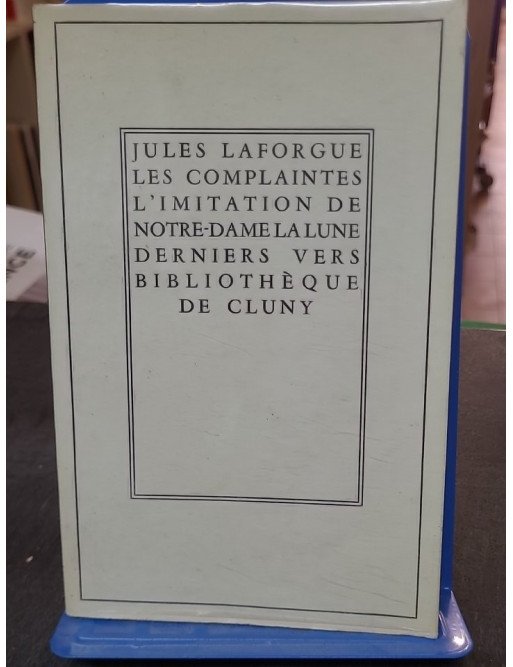 JULES LAFORGUE
LES COMPLAINTES
L'IMITATION DE
NOTRE-DAME LA LUNE
DERNIERS VERS
BIBLIOTHÈQUE
DE CLUNY